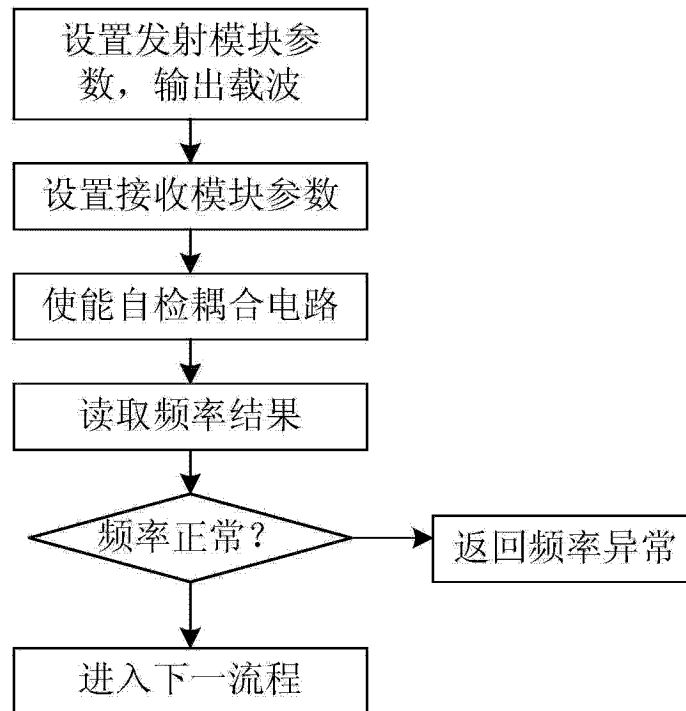 设置发射模块参
数，输出载波
设置接收模块参数
使能自检耦合电路
读取频率结果
频率正常？
返回频率异常
进入下一流程